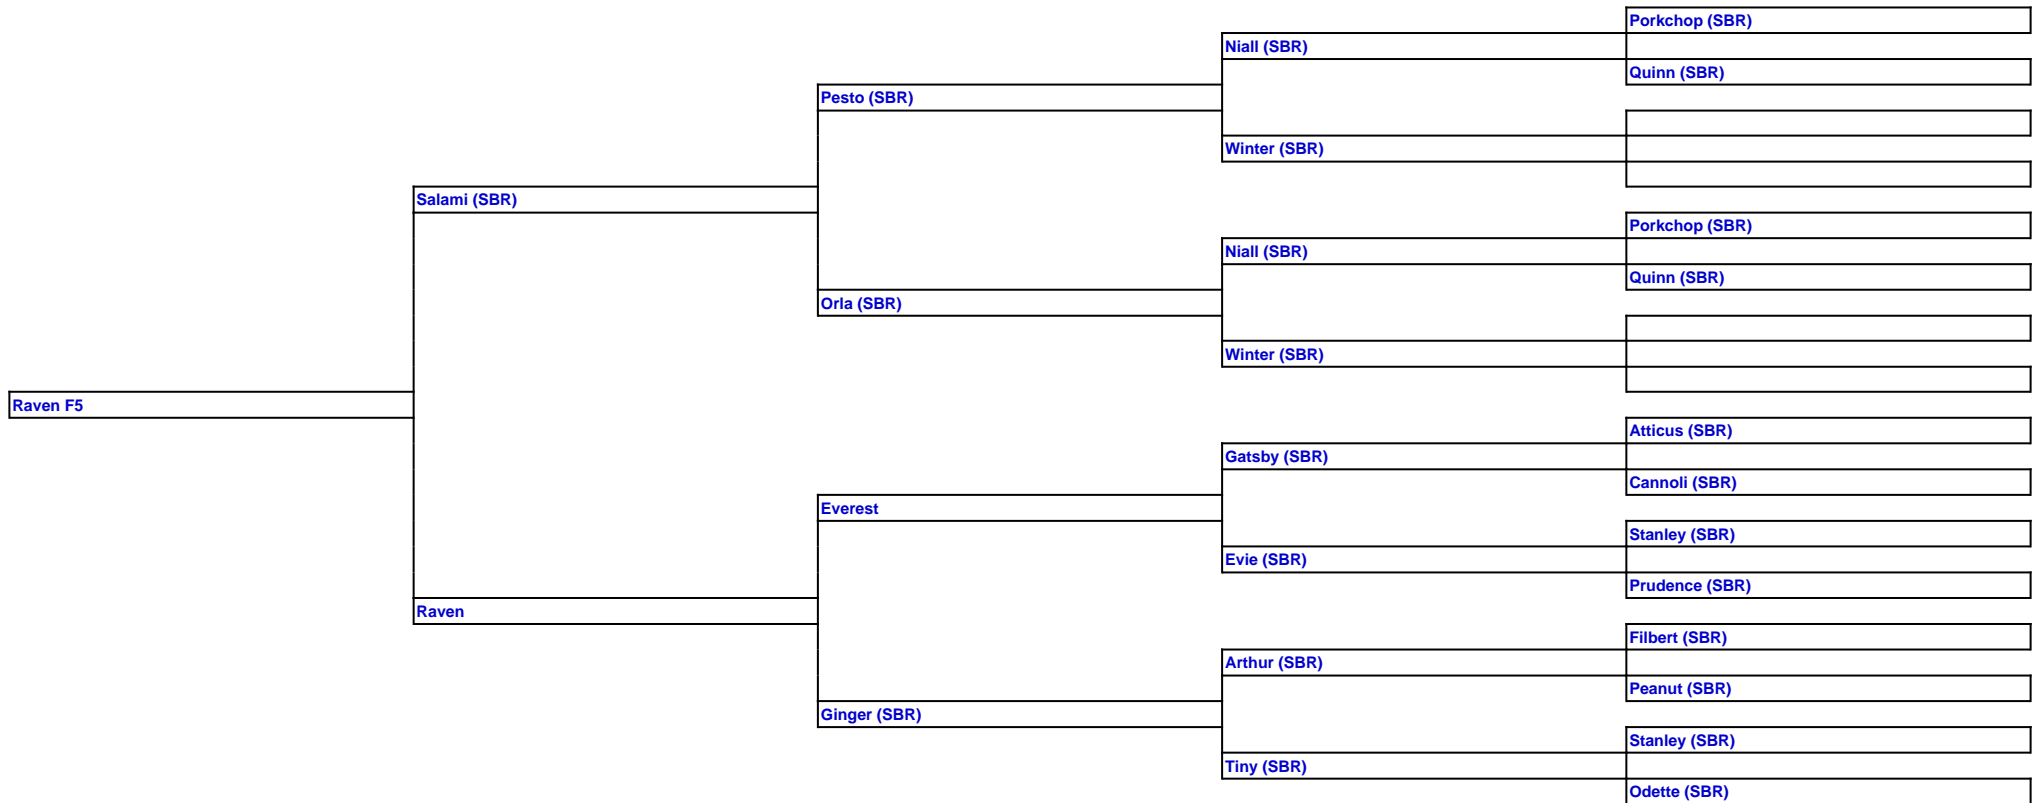 Porkchop (SBR)
Niall (SBR)
Quinn (SBR)
Pesto (SBR)
Winter (SBR)
Salami (SBR)
Porkchop (SBR)
Niall (SBR)
Quinn (SBR)
Orla (SBR)
Winter (SBR)
Raven F5
Atticus (SBR)
Gatsby (SBR)
Cannoli (SBR)
Everest
Stanley (SBR)
Evie (SBR)
Prudence (SBR)
Raven
Filbert (SBR)
Arthur (SBR)
Peanut (SBR)
Ginger (SBR)
Stanley (SBR)
Tiny (SBR)
Odette (SBR)